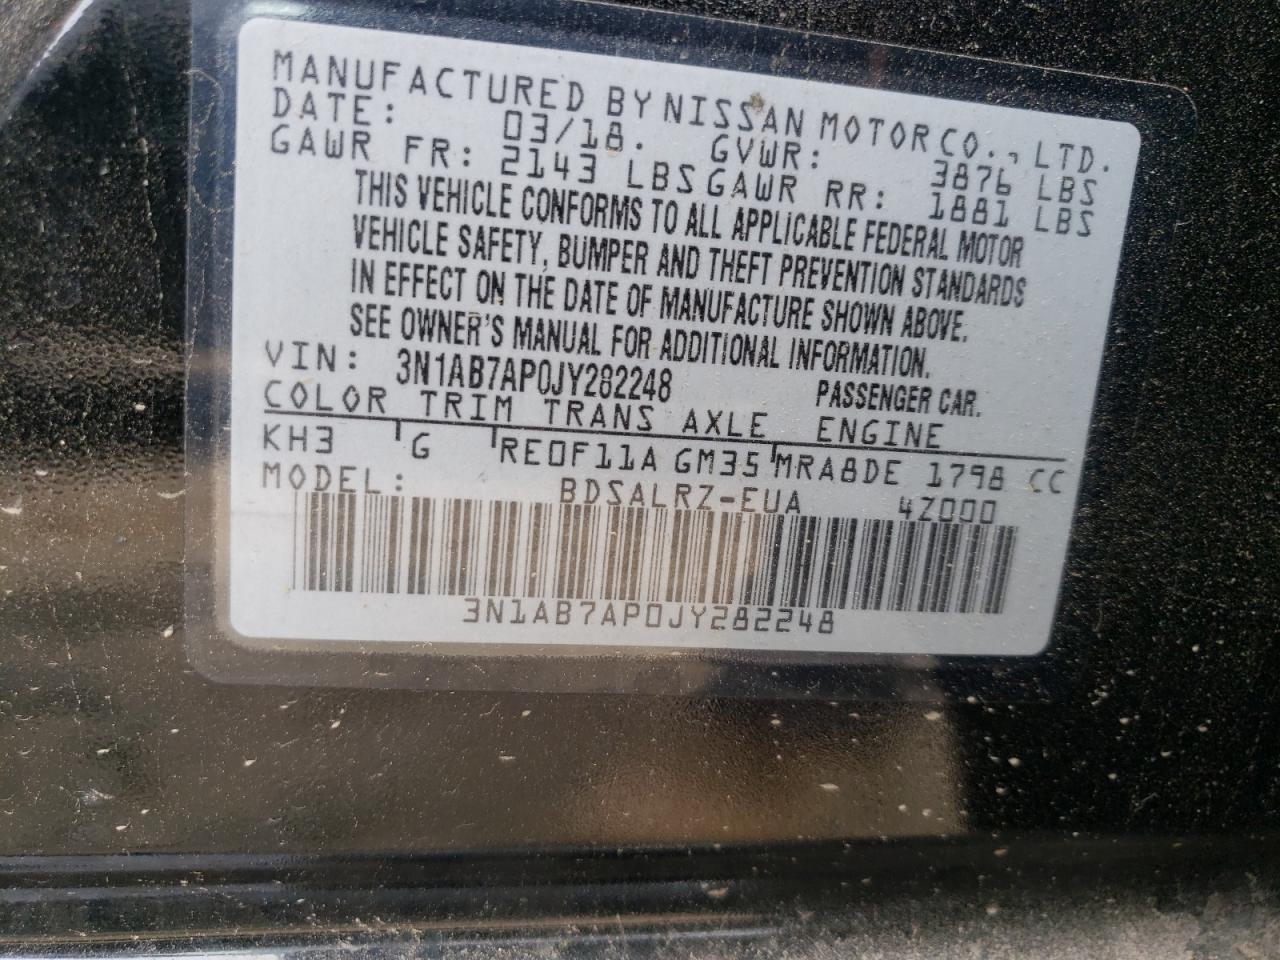 MANUFACTURED BY NISSAN MOTOR CO., LTD.
DATE: 03/18. GVWR: 3876 LBS
GAWR FR: 2143 LBS GAWR RR: 1881 LBS
THIS VEHICLE CONFORMS TO ALL APPLICABLE FEDERAL MOTOR
VEHICLE SAFETY, BUMPER AND THEFT PREVENTION STANDARDS
IN EFFECT ON THE DATE OF MANUFACTURE SHOWN ABOVE.
SEE OWNER'S MANUAL FOR ADDITIONAL INFORMATION.
VIN: 3N1AB7AP0JY282248 PASSENGER CAR.
COLOR TRIM TRANS AXLE ENGINE
KH3 G RE0F11A GM35 MRA8DE 1798 CC
MODEL: BDSALRZ-EUA 4Z000
3N1AB7AP0JY282248